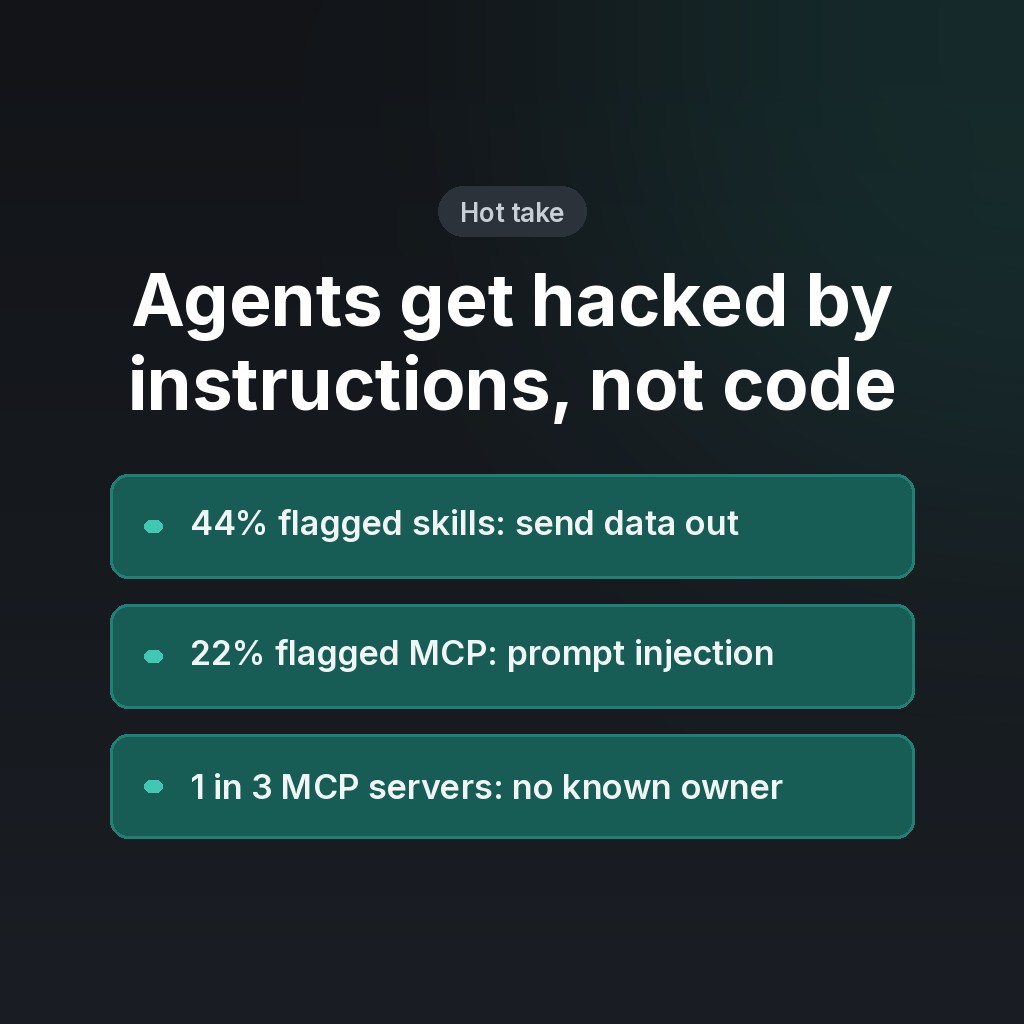 Hot take
Agents get hacked by
instructions, not code
44% flagged skills: send data out
22% flagged MCP: prompt injection
1 in 3 MCP servers: no known owner